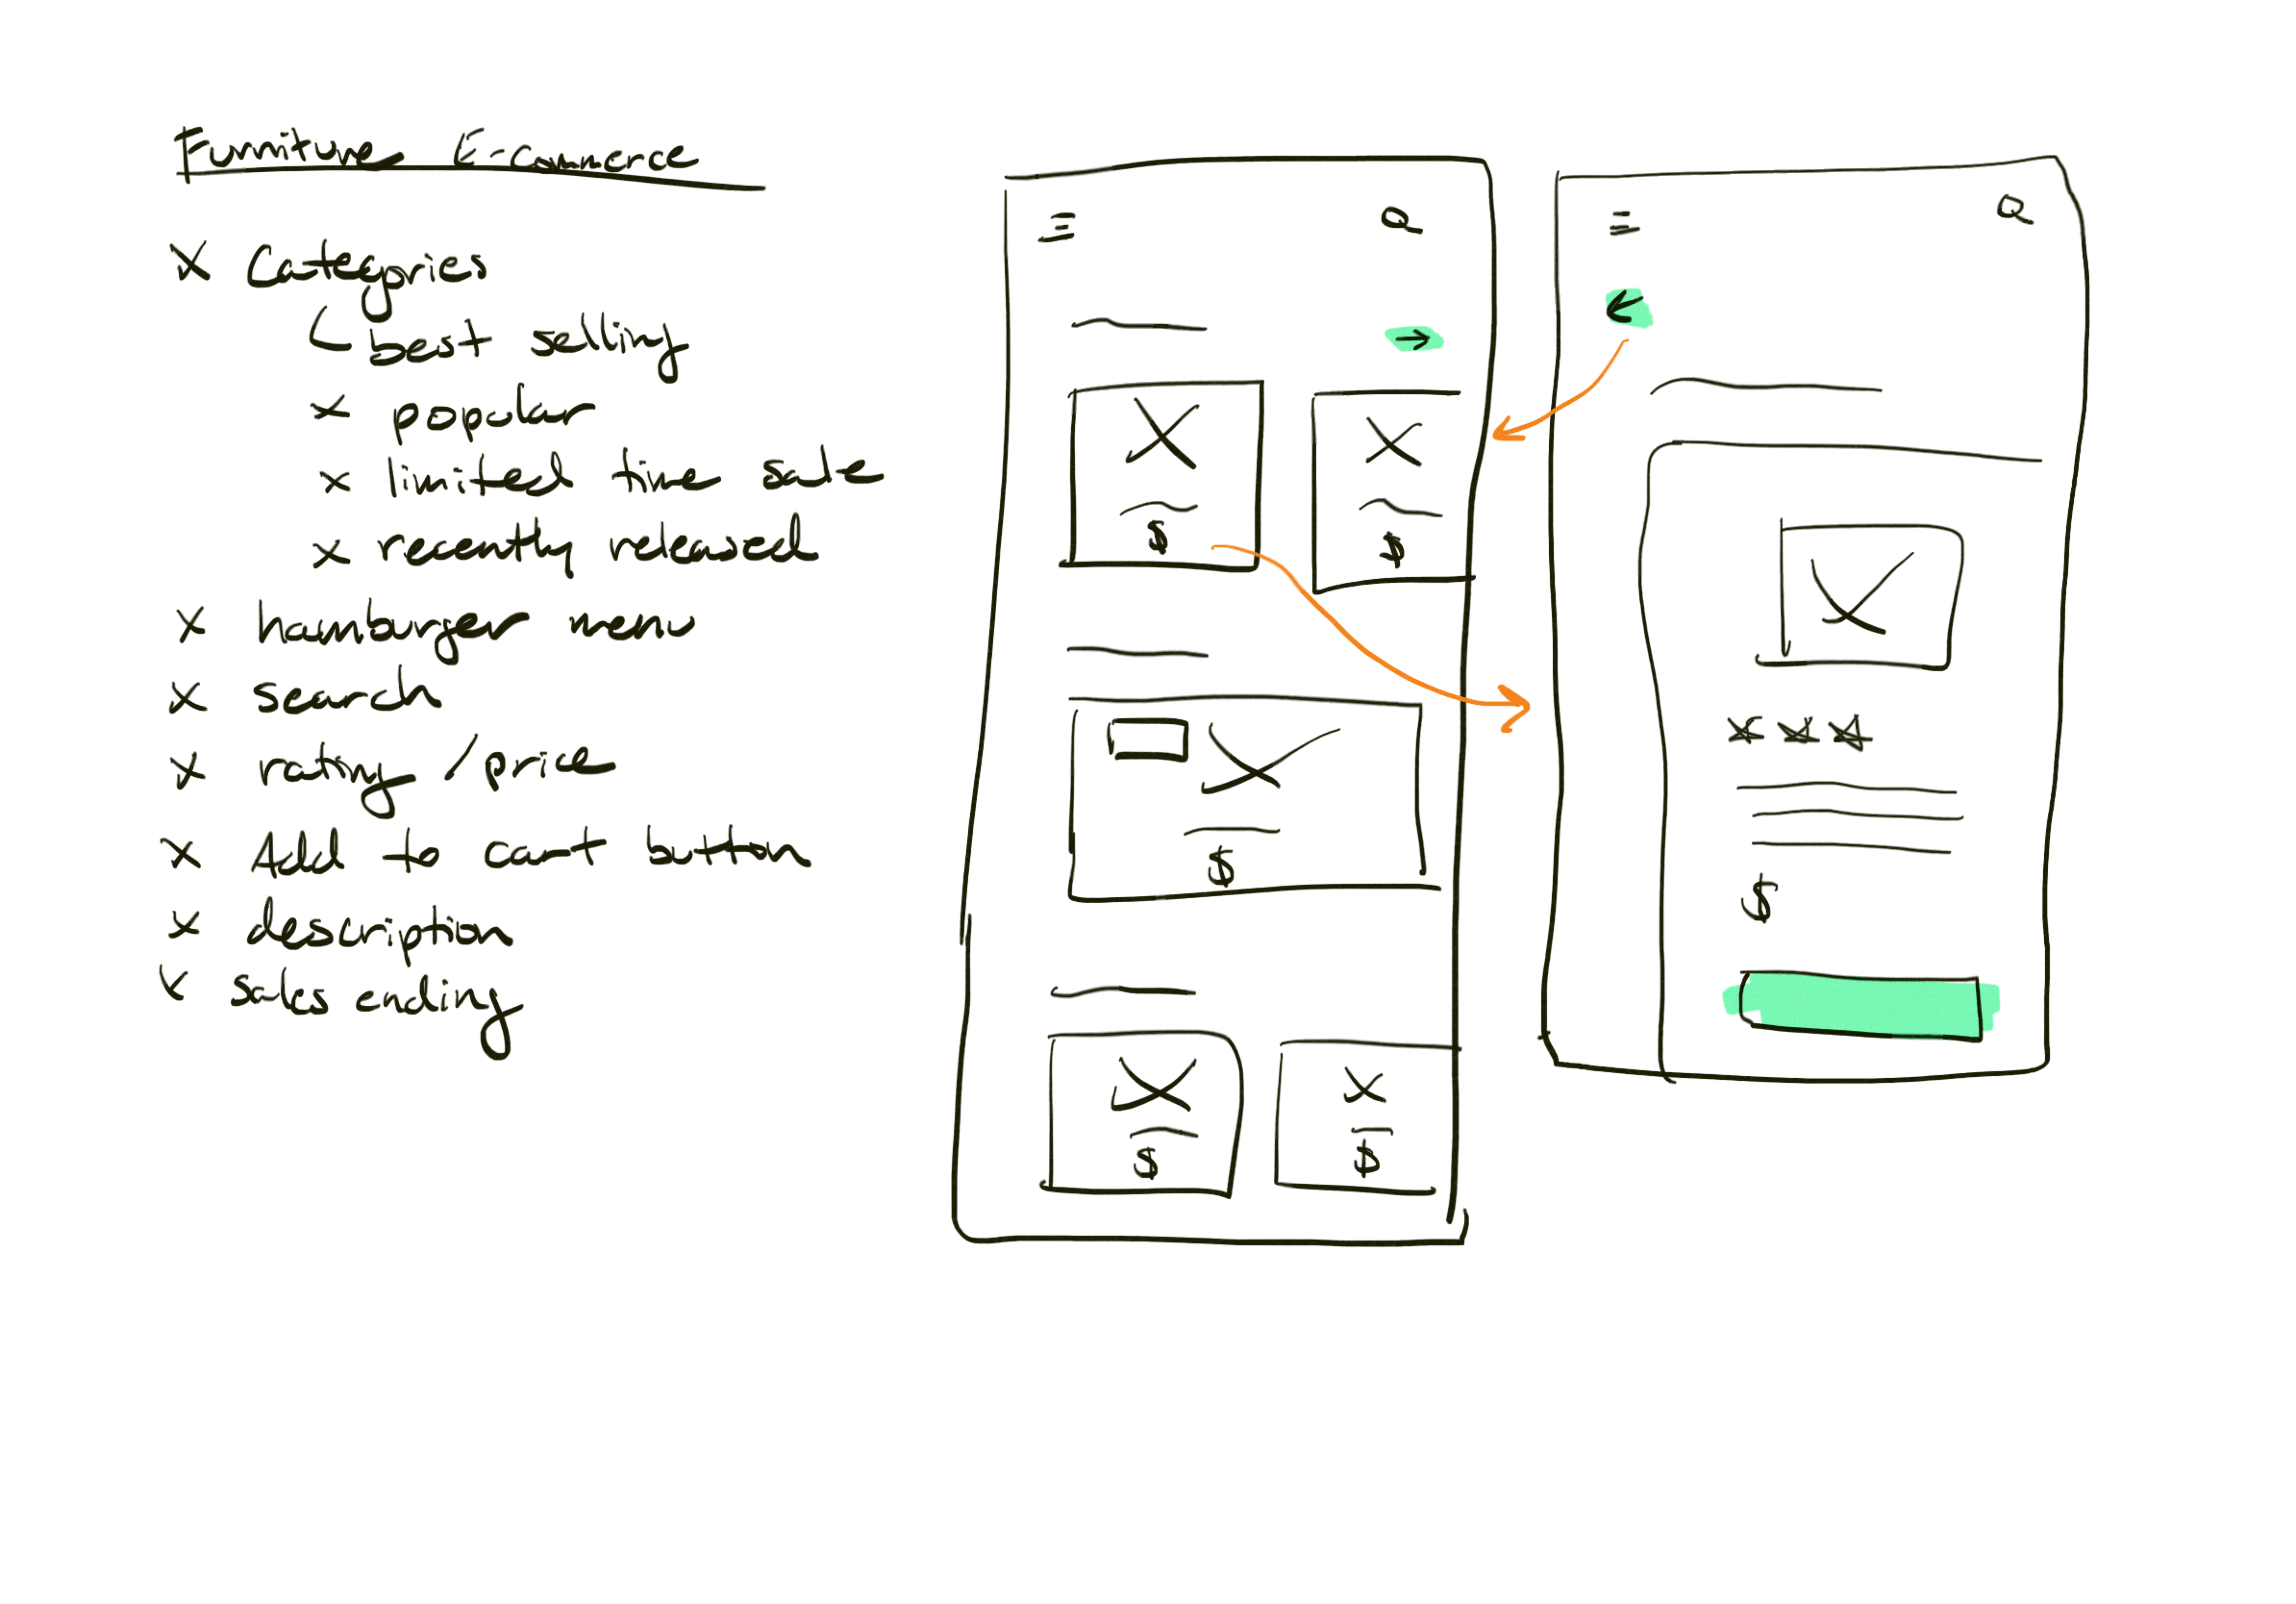 Furniture E-commerce
x Categories
best selling
x popular
x limited time sale
x recently released
x hamburger menu
x search
x rating / price
x Add to cart button
x description
x sales ending
$ $
$
$ $
$